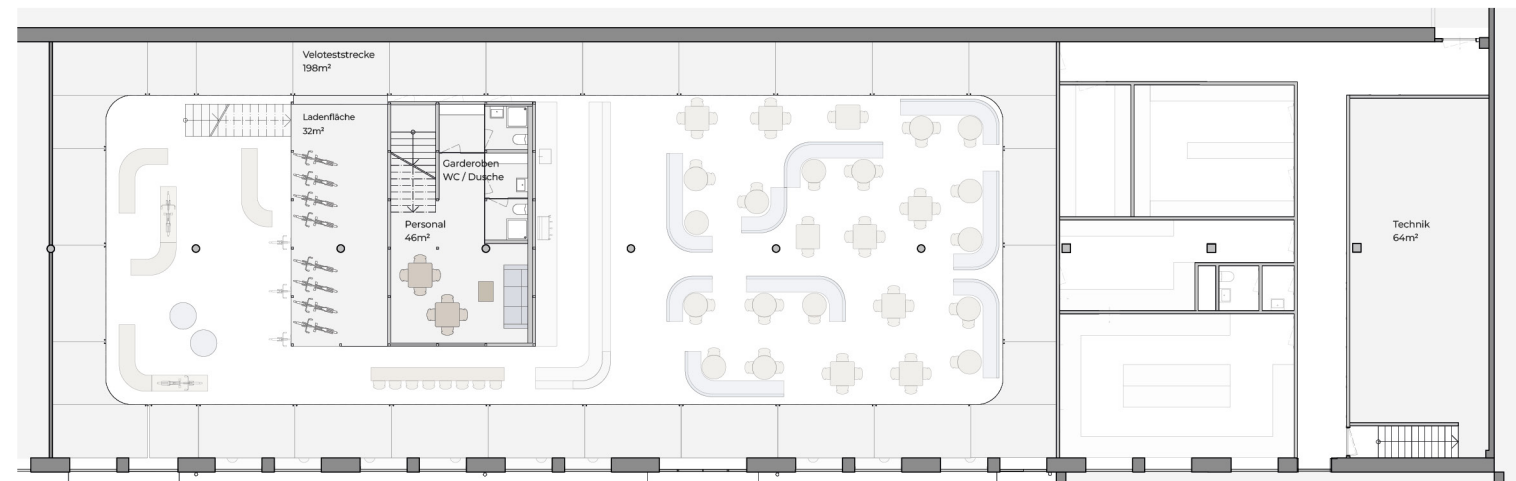 Veloteststrecke
198m²
Ladenfläche
32m²
Garderoben
WC / Dusche
Personal
46m²
Technik
64m²